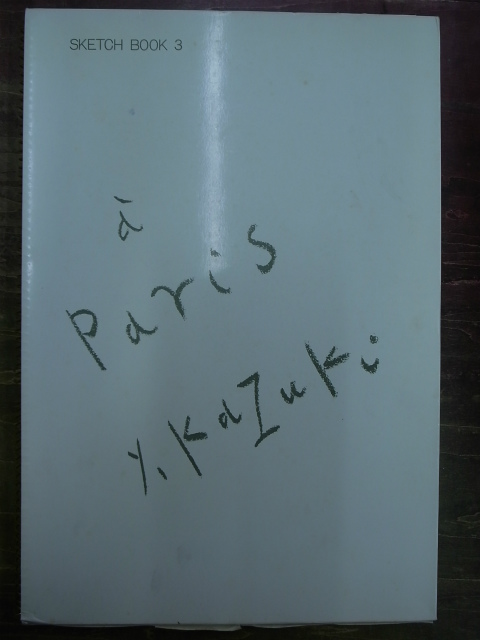 SKETCH BOOK 3
à
Paris
Y. Kazuki